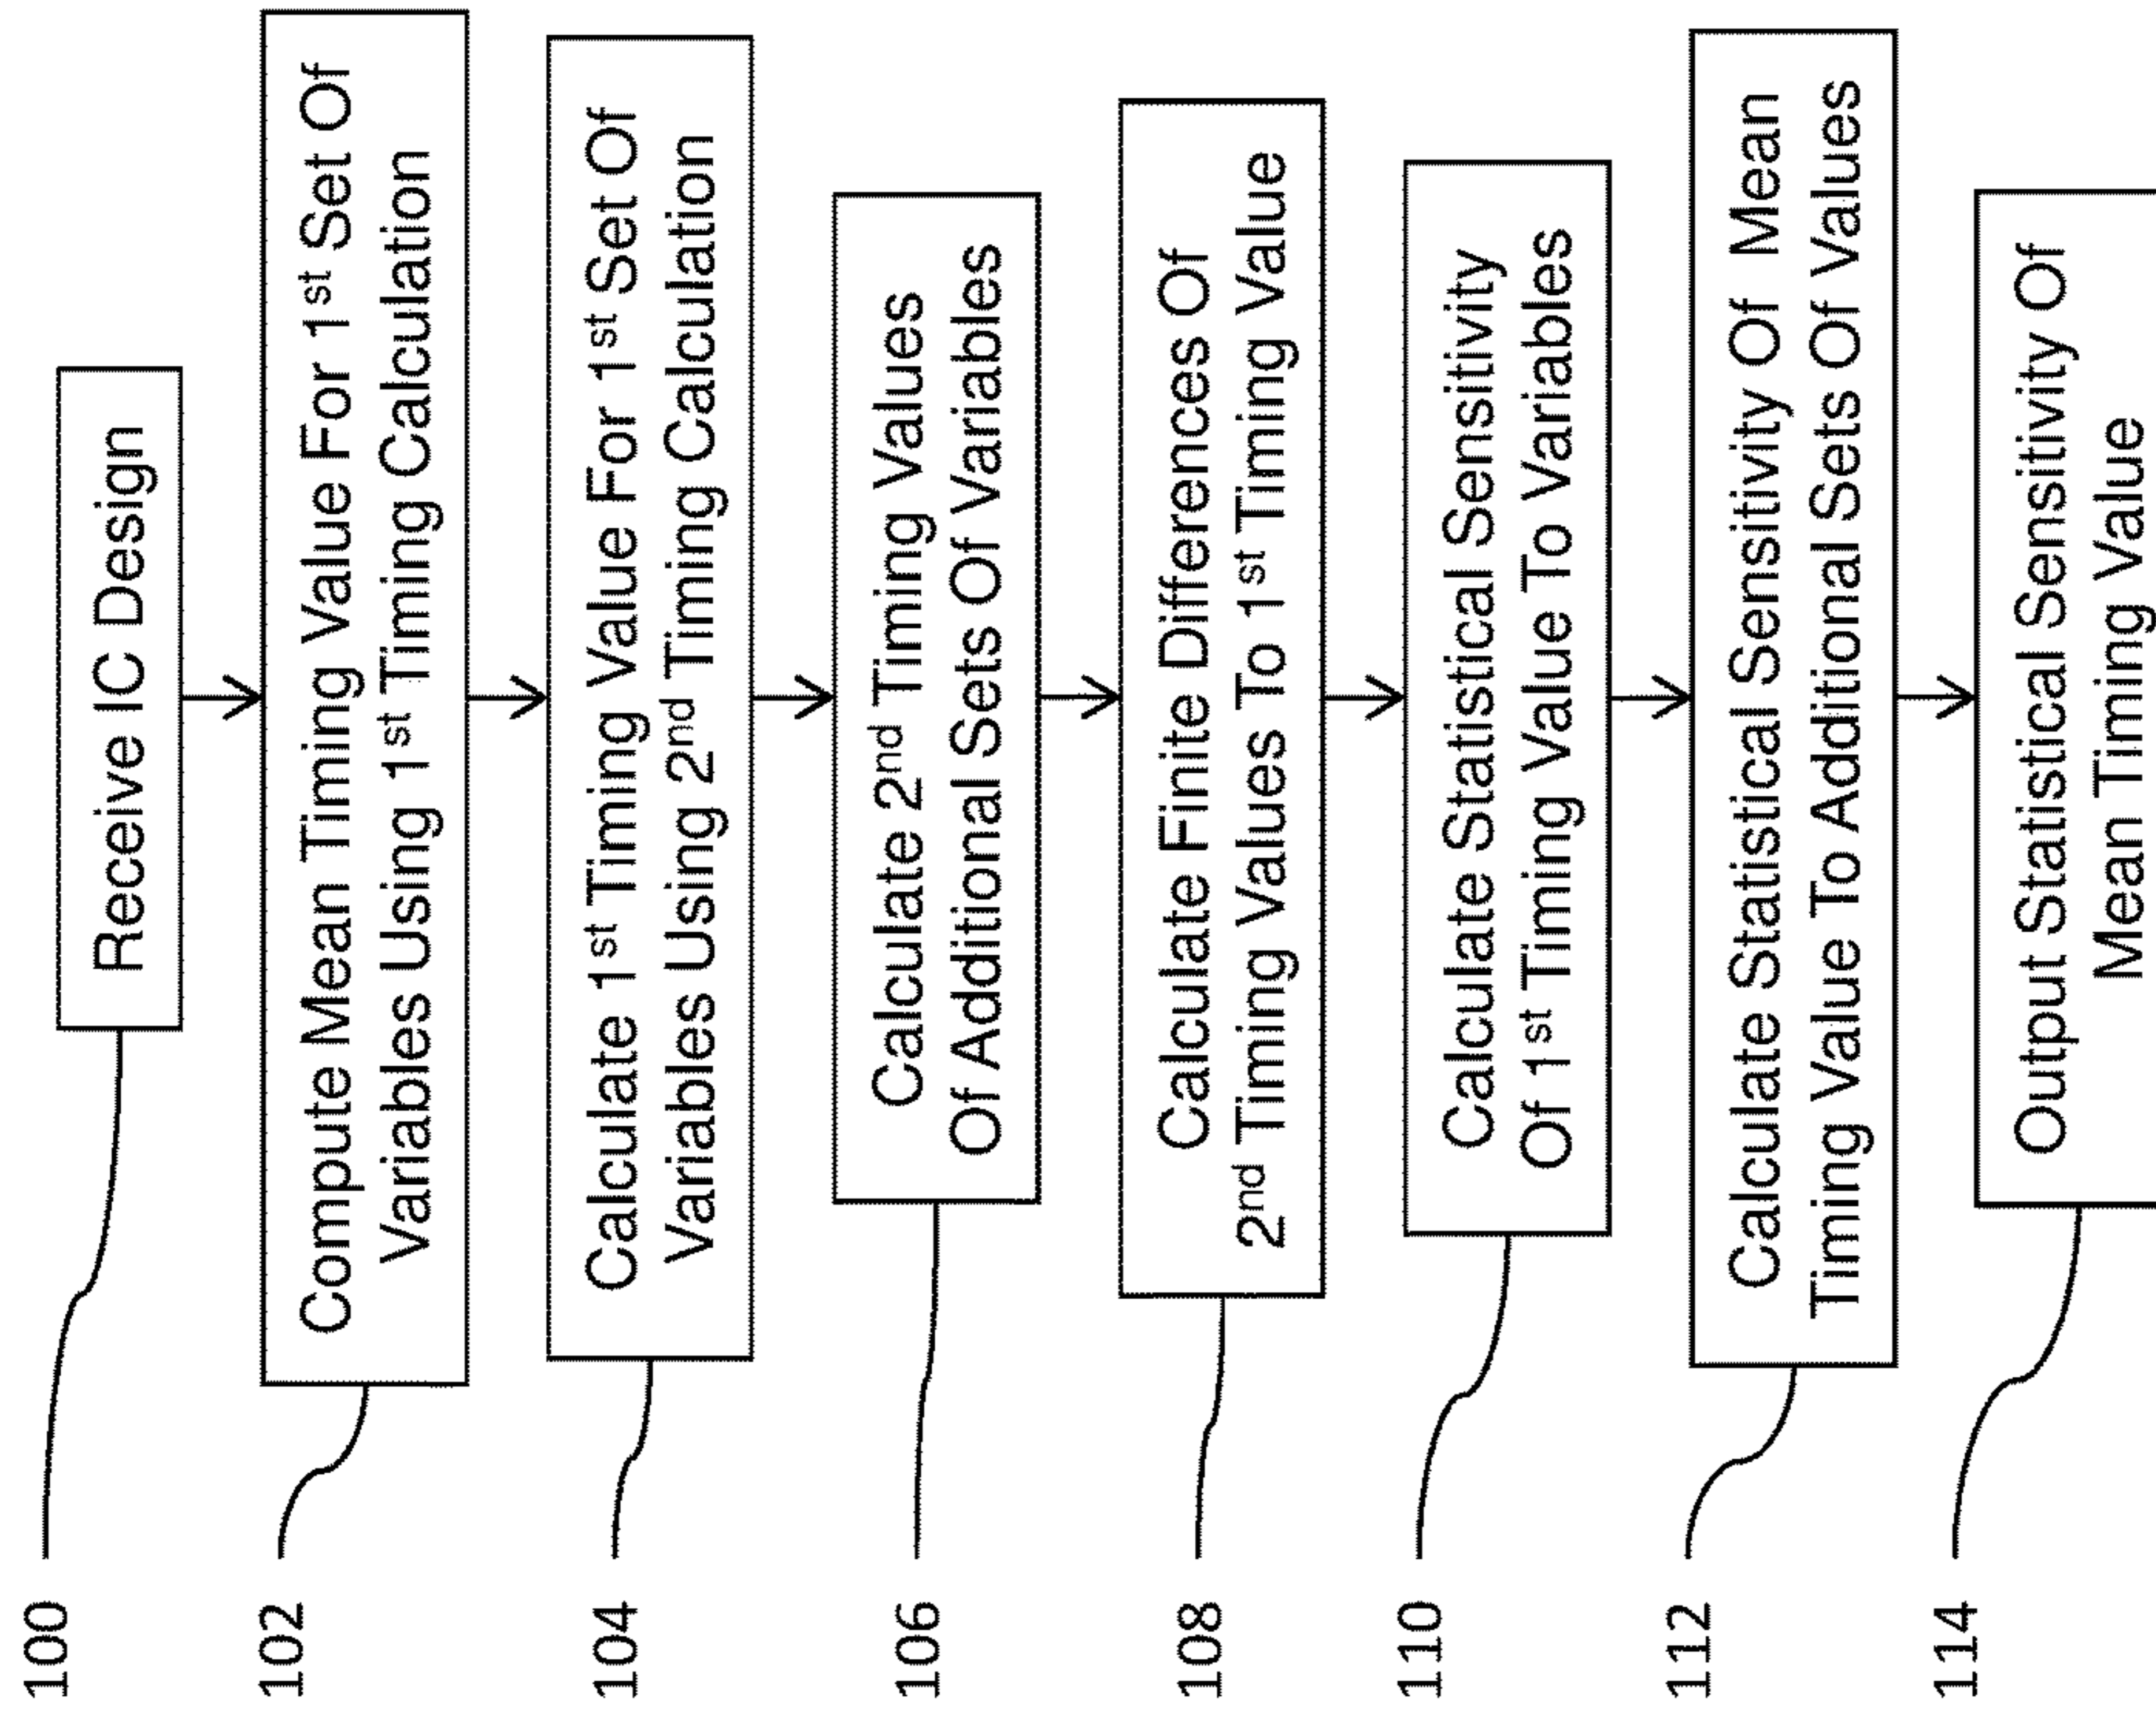 100
Receive IC Design
102
Compute Mean Timing Value For 1st Set Of
Variables Using 1st Timing Calculation
104
Calculate 1st Timing Value For 1st Set Of
Variables Using 2nd Timing Calculation
106
Calculate 2nd Timing Values
Of Additional Sets Of Variables
108
Calculate Finite Differences Of
2nd Timing Values To 1st Timing Value
110
Calculate Statistical Sensitivity
Of 1st Timing Value To Variables
112
Calculate Statistical Sensitivity Of Mean
Timing Value To Additional Sets Of Values
114
Output Statistical Sensitivity Of
Mean Timing Value